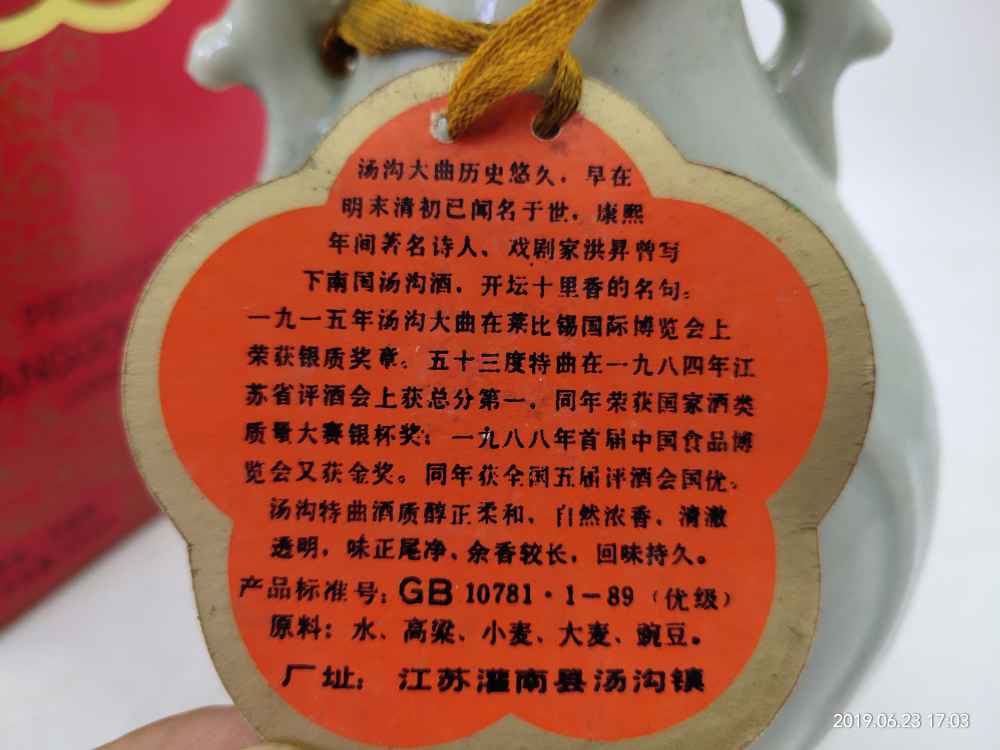 汤沟大曲历史悠久，早在
明末清初已闻名于世，康熙
年间著名诗人、戏剧家洪昇曾写
下南国汤沟酒，开坛十里香的名句。
一九一五年汤沟大曲在莱比锡国际博览会上
荣获银质奖章。五十三度特曲在一九八四年江
苏省评酒会上获总分第一。同年荣获国家酒类
质量大赛银杯奖；一九八八年首届中国食品博
览会又获金奖。同年获全国五届评酒会国优。
汤沟特曲酒质醇正柔和、自然浓香，清澈
透明，味正尾净、余香较长，回味持久。
产品标准号：GB 10781·1-89（优级）
原料：水、高粱、小麦、大麦、豌豆。
厂址：江苏灌南县汤沟镇
2019.06.23 17:03